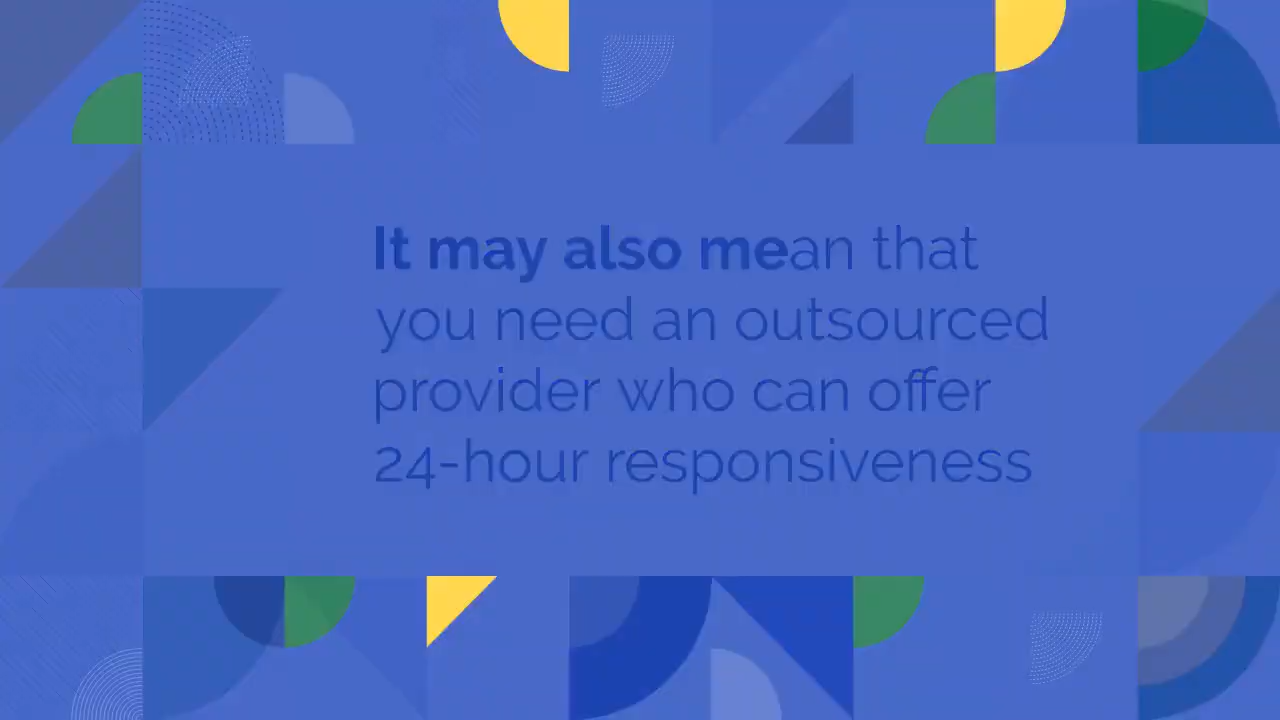 It may also mean that
you need an outsourced
provider who can offer
24-hour responsiveness